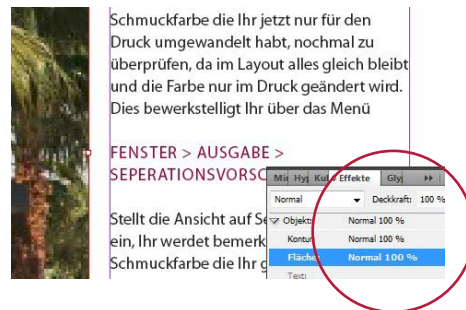 Schmuckfarbe die Ihr jetzt nur für den
Druck umgewandelt habt, nochmal zu
überprüfen, da im Layout alles gleich bleibt
und die Farbe nur im Druck geändert wird.
Dies bewerkstelligt Ihr über das Menü
FENSTER > AUSGABE >
SEPERATIONSVORSC
Stellt die Ansicht auf Se
ein, Ihr werdet bemerk
Schmuckfarbe die Ihr g
Effekte
Normal Deckkraft: 100 %
Objekt: Normal 100 %
Kontur Normal 100 %
Fläche: Normal 100 %
Text: